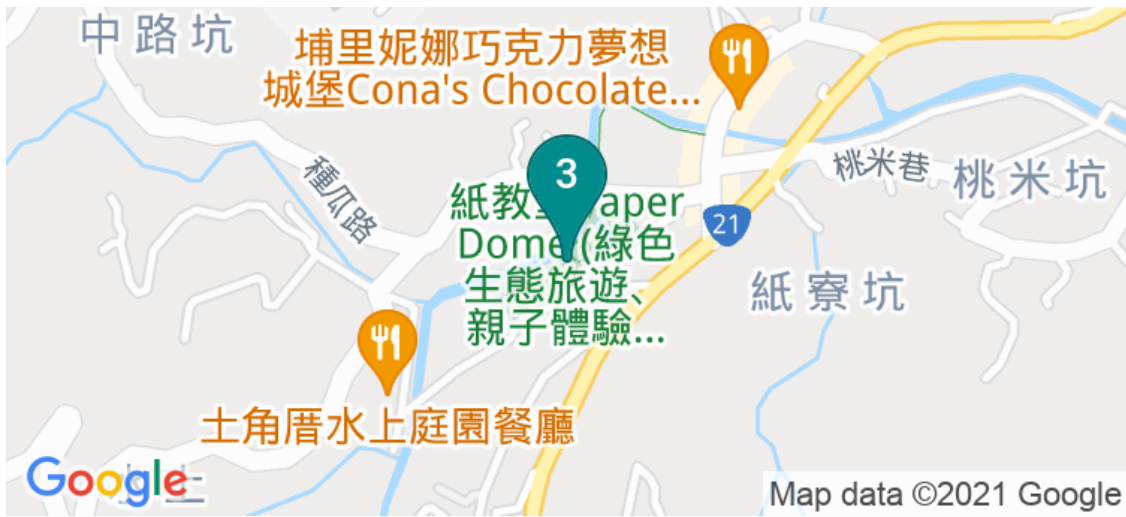 中路坑
埔里妮娜巧克力夢想
城堡Cona's Chocolate...
3
種瓜路
紙教 aper
Dome (綠色
生態旅遊、
親子體驗...
21
桃米巷
桃米坑
紙寮坑
土角厝水上庭園餐廳
Google
上
Map data ©2021 Google